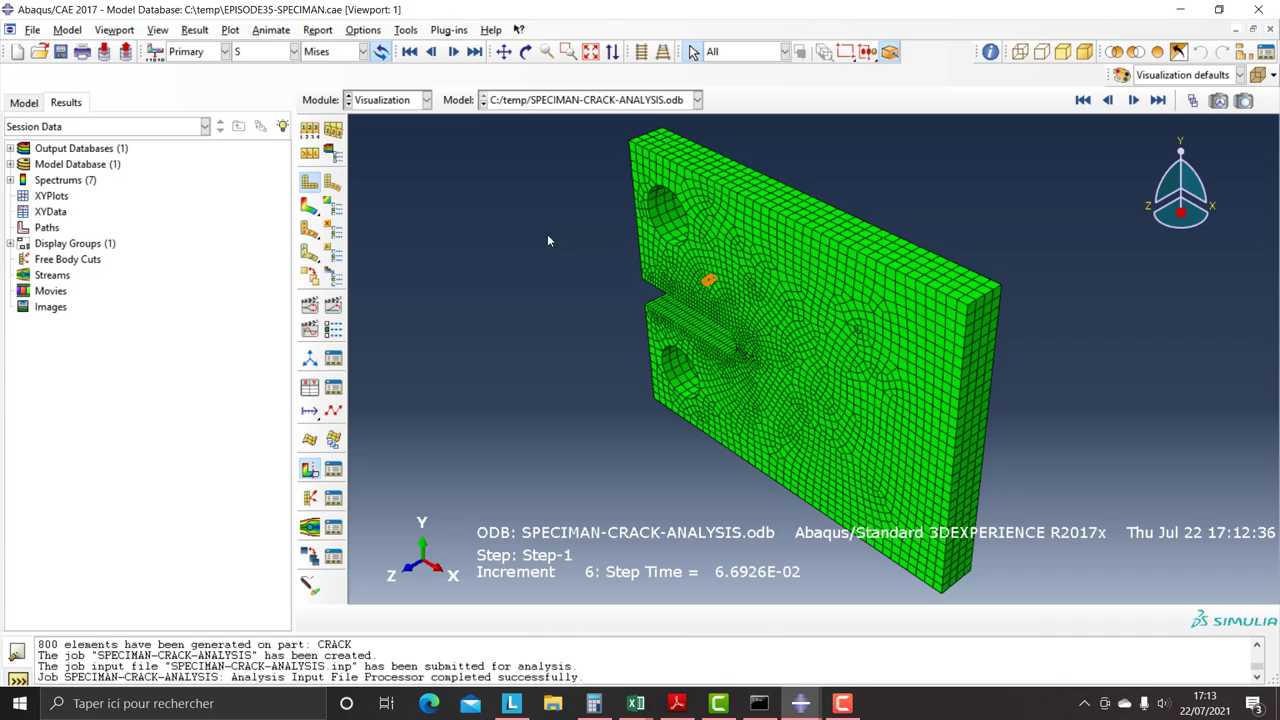 Abaqus/CAE 2017 - Model Database: C:\temp\EPISODE35-SPECIMAN.cae [Viewport: 1]
File Model Viewport View Result Plot Animate Report Options Tools Plug-ins Help
Primary S Mises All
Visualization defaults
Model Results Module: Visualization Model: C:/temp/SPECIMAN-CRACK-ANALYSIS.odb
Session Data
Output Databases (1)
Model Database (1)
Spectrums (7)
XYPlots
XYData
Paths
Display Groups (1)
Free Body Cuts
Streams
Movies
Images
Y
Z X
ODB: SPECIMAN-CRACK-ANALYSIS.odb Abaqus/Standard 3DEXPERIENCE R2017x Thu Jul 22 17:12:36
Step: Step-1
Increment 6: Step Time = 6.6926E-02
Y
Z X
SIMULIA
800 elements have been generated on part: CRACK
The job "SPECIMAN-CRACK-ANALYSIS" has been created.
The job input file "SPECIMAN-CRACK-ANALYSIS.inp" has been submitted for analysis.
Job SPECIMAN-CRACK-ANALYSIS: Analysis Input File Processor completed successfully.
Taper ici pour rechercher
17:13
22/07/2021